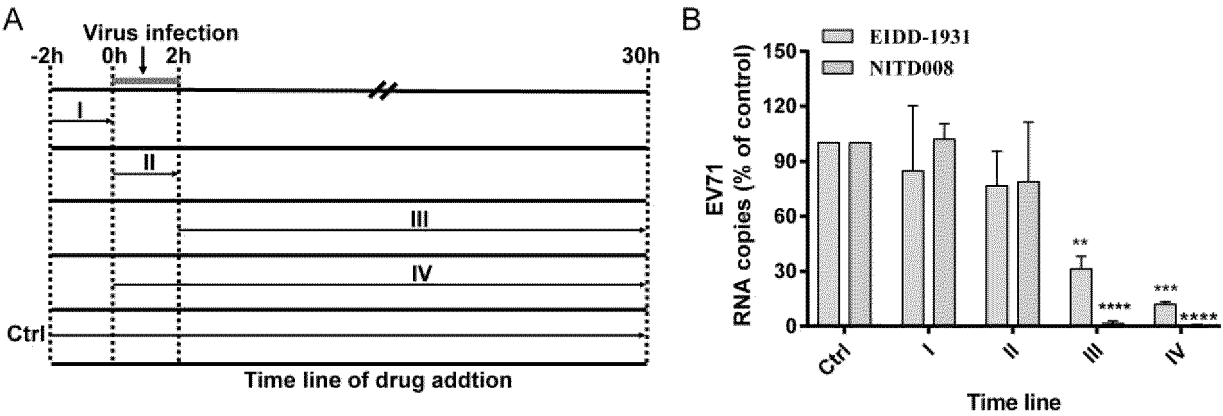 A
Virus infection
-2h 0h 2h 30h
I
II
III
IV
Ctrl
Time line of drug addtion
B
EIDD-1931
NITD008
EV71
RNA copies (% of control)
150
120
90
60
30
0
**
****
***
****
Ctrl I II III IV
Time line